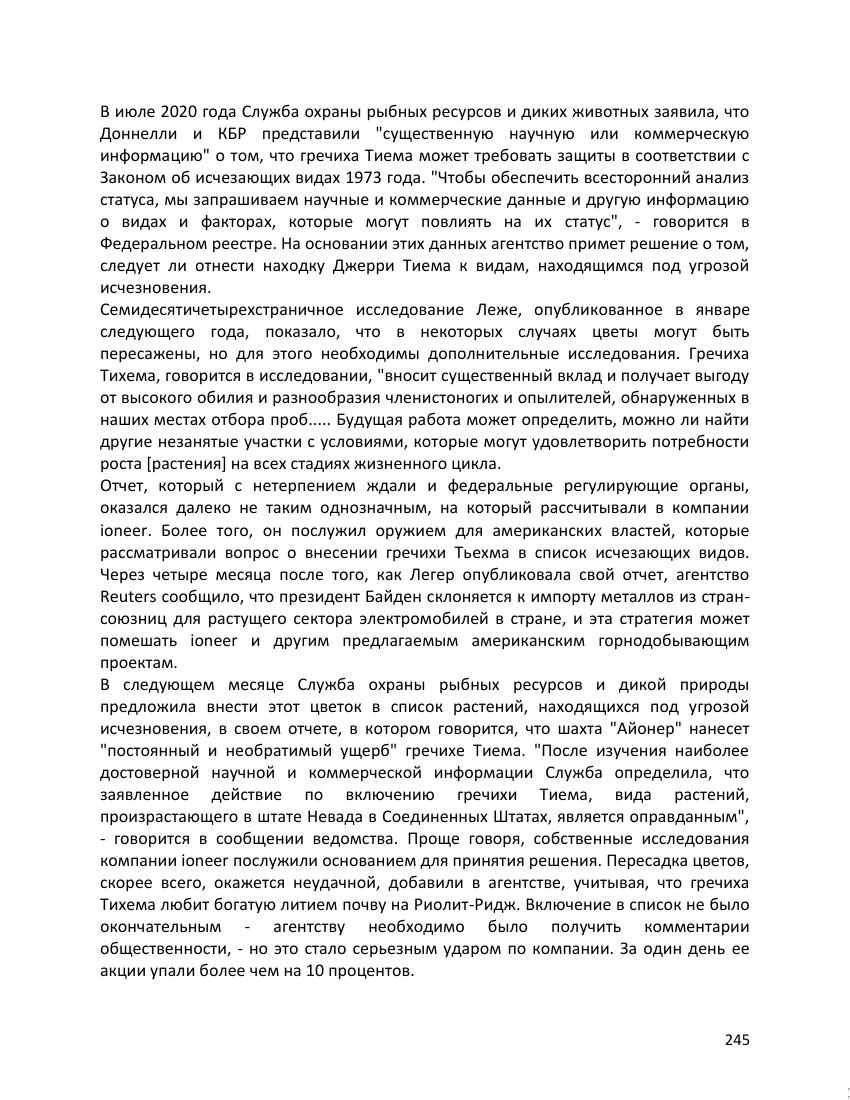 В июле 2020 года Служба охраны рыбных ресурсов и диких животных заявила, что
Доннелли и КБР представили "существенную научную или коммерческую
информацию" о том, что гречиха Тиема может требовать защиты в соответствии с
Законом об исчезающих видах 1973 года. "Чтобы обеспечить всесторонний анализ
статуса, мы запрашиваем научные и коммерческие данные и другую информацию
о видах и факторах, которые могут повлиять на их статус", - говорится в
Федеральном реестре. На основании этих данных агентство примет решение о том,
следует ли отнести находку Джерри Тиема к видам, находящимся под угрозой
исчезновения.
Семидесятичетырехстраничное исследование Леже, опубликованное в январе
следующего года, показало, что в некоторых случаях цветы могут быть
пересажены, но для этого необходимы дополнительные исследования. Гречиха
Тихема, говорится в исследовании, "вносит существенный вклад и получает выгоду
от высокого обилия и разнообразия членистоногих и опылителей, обнаруженных в
наших местах отбора проб..... Будущая работа может определить, можно ли найти
другие незанятые участки с условиями, которые могут удовлетворить потребности
роста [растения] на всех стадиях жизненного цикла.
Отчет, который с нетерпением ждали и федеральные регулирующие органы,
оказался далеко не таким однозначным, на который рассчитывали в компании
ioneer. Более того, он послужил оружием для американских властей, которые
рассматривали вопрос о внесении гречихи Тьехма в список исчезающих видов.
Через четыре месяца после того, как Легер опубликовала свой отчет, агентство
Reuters сообщило, что президент Байден склоняется к импорту металлов из стран-
союзниц для растущего сектора электромобилей в стране, и эта стратегия может
помешать ioneer и другим предлагаемым американским горнодобывающим
проектам.
В следующем месяце Служба охраны рыбных ресурсов и дикой природы
предложила внести этот цветок в список растений, находящихся под угрозой
исчезновения, в своем отчете, в котором говорится, что шахта "Айонер" нанесет
"постоянный и необратимый ущерб" гречихе Тиема. "После изучения наиболее
достоверной научной и коммерческой информации Служба определила, что
заявленное действие по включению гречихи Тиема, вида растений,
произрастающего в штате Невада в Соединенных Штатах, является оправданным",
- говорится в сообщении ведомства. Проще говоря, собственные исследования
компании ioneer послужили основанием для принятия решения. Пересадка цветов,
скорее всего, окажется неудачной, добавили в агентстве, учитывая, что гречиха
Тихема любит богатую литием почву на Риолит-Ридж. Включение в список не было
окончательным - агентству необходимо было получить комментарии
общественности, - но это стало серьезным ударом по компании. За один день ее
акции упали более чем на 10 процентов.
245